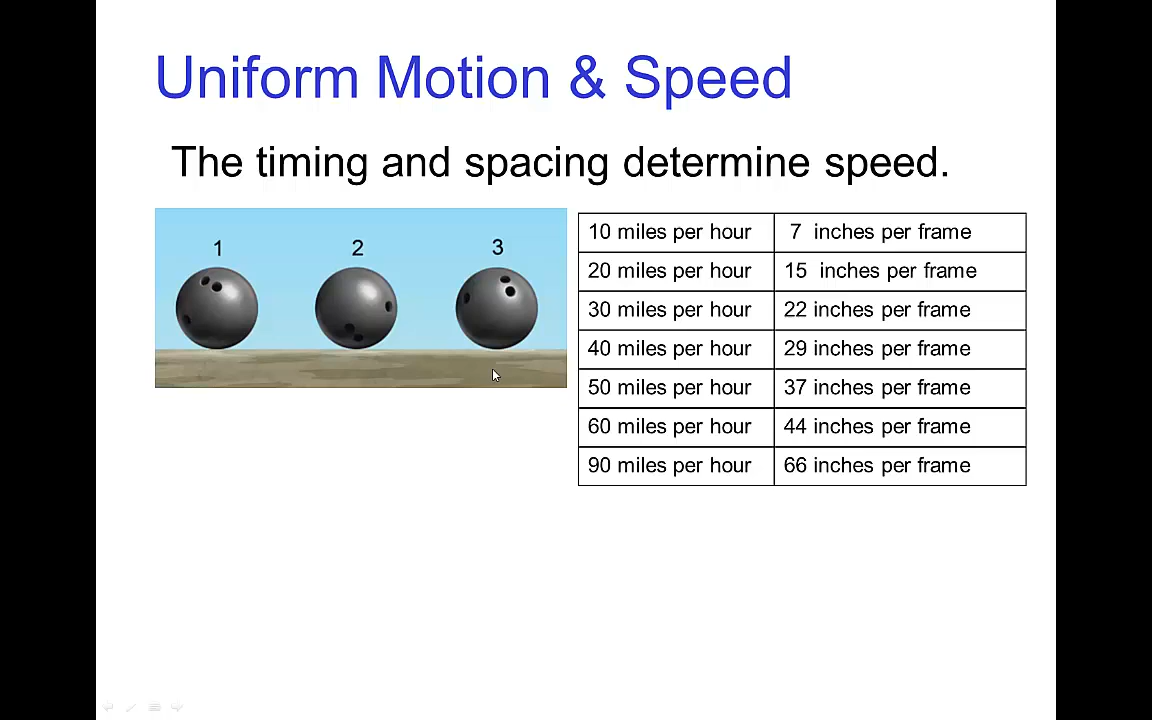 Uniform Motion & Speed
The timing and spacing determine speed.
1 2 3
10 miles per hour 7 inches per frame
20 miles per hour 15 inches per frame
30 miles per hour 22 inches per frame
40 miles per hour 29 inches per frame
50 miles per hour 37 inches per frame
60 miles per hour 44 inches per frame
90 miles per hour 66 inches per frame